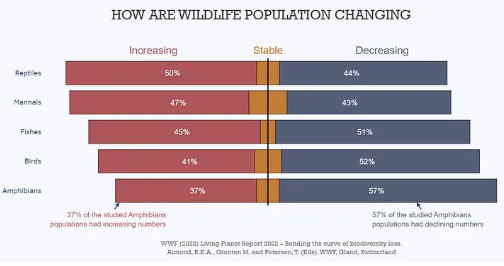 HOW ARE WILDLIFE POPULATION CHANGING
Increasing Stable Decreasing
Reptiles 50% 44%
Mannals 47% 43%
Fishes 45% 51%
Birds 41% 52%
Amphibians 37% 57%
37% of the studied Amphibians
populations had increasing numbers
57% of the studied Amphibians
populations had declining numbers
WWF (2022) Living Planet Report 2022 – Bending the curve of biodiversity loss.
Almond, R.E.A., Grooten M. and Petersen, T. (Eds). WWF, Gland, Switzerland